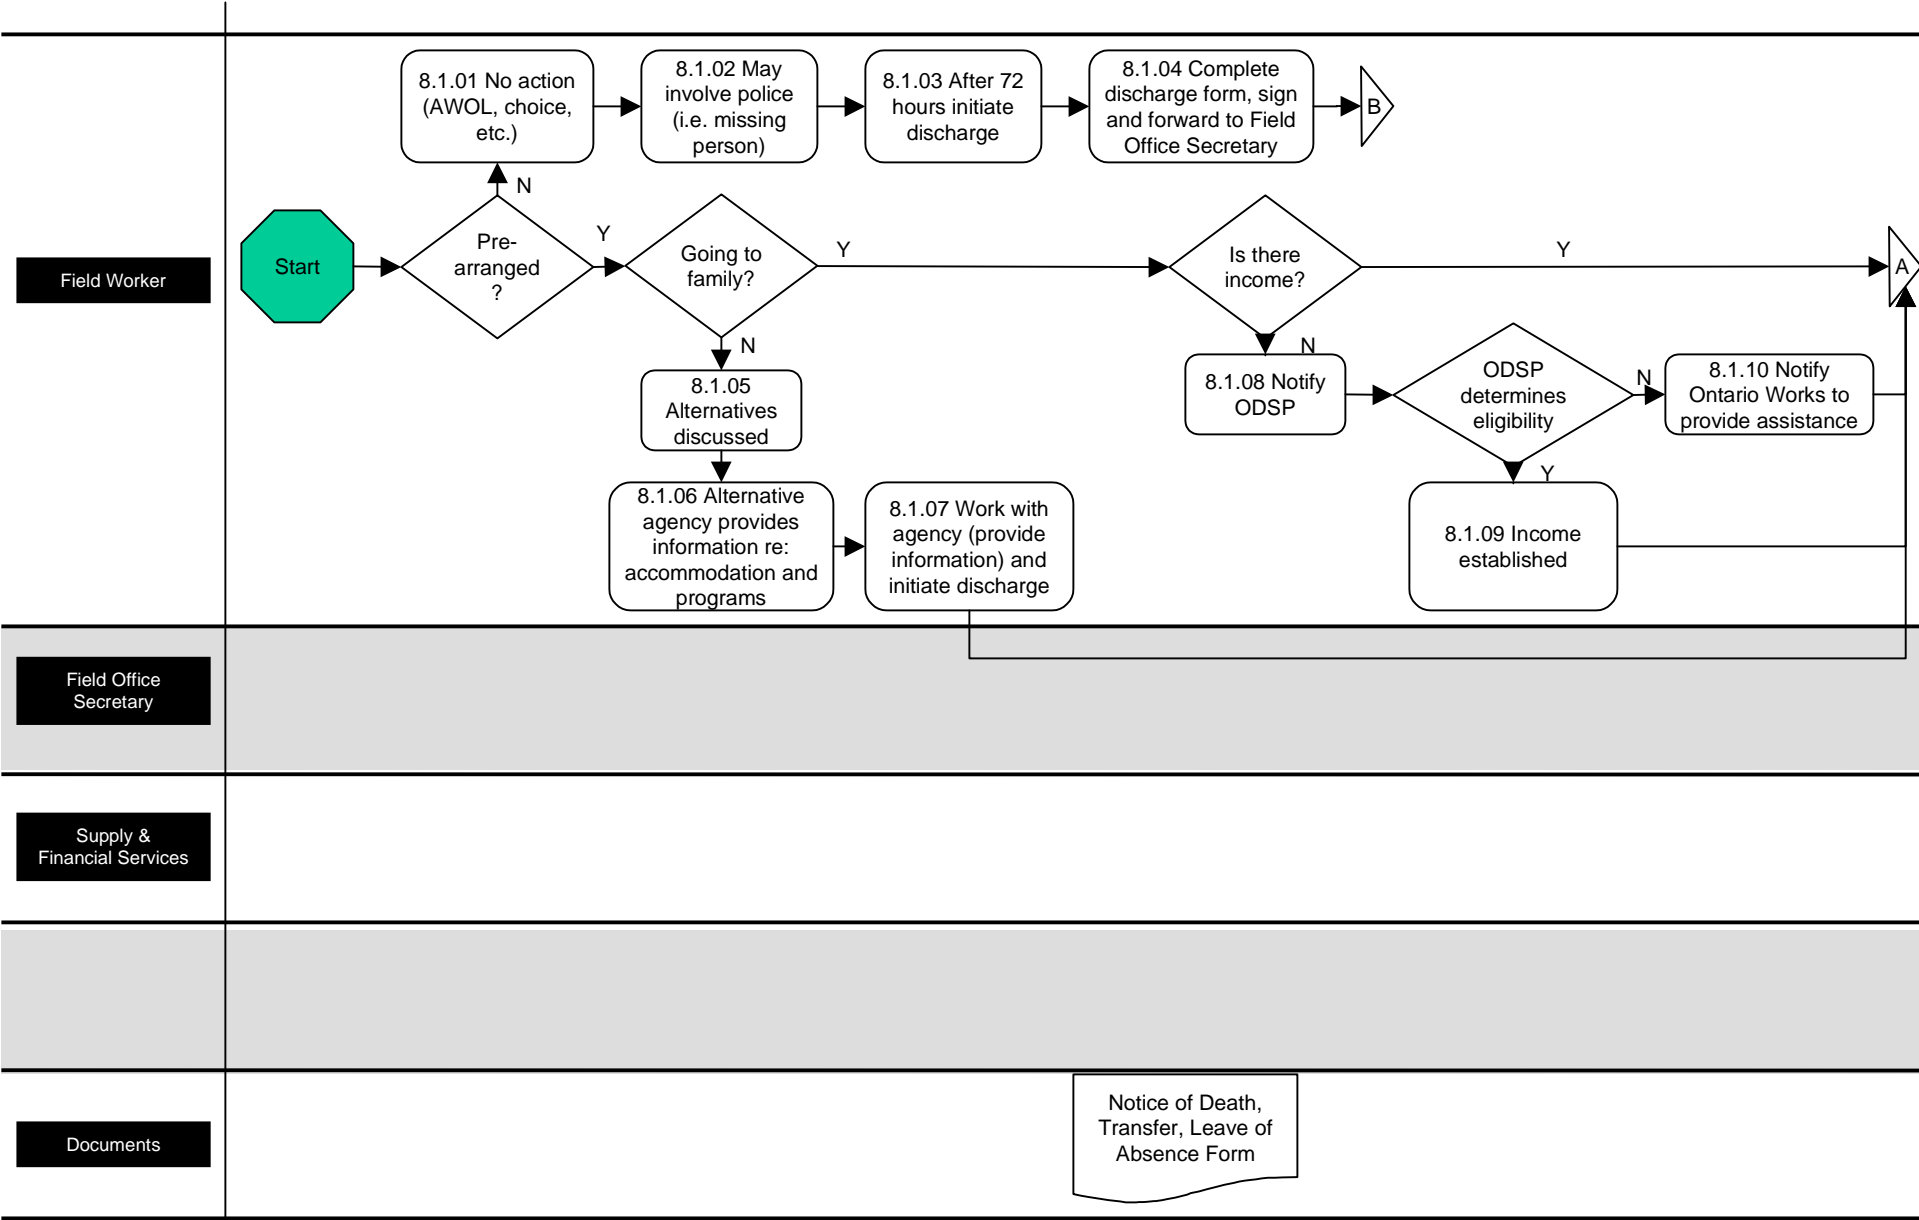 8.1.01 No action
(AWOL, choice,
etc.)
8.1.02 May
involve police
(i.e. missing
person)
8.1.03 After 72
hours initiate
discharge
8.1.04 Complete
discharge form, sign
and forward to Field
Office Secretary
B
N
Field Worker
Start
Pre-
arranged
?
Y
Going to
family?
Y
Is there
income?
Y
A
N
8.1.05
Alternatives
discussed
N
8.1.08 Notify
ODSP
ODSP
determines
eligibility
N
8.1.10 Notify
Ontario Works to
provide assistance
Y
8.1.06 Alternative
agency provides
information re:
accommodation and
programs
8.1.07 Work with
agency (provide
information) and
initiate discharge
8.1.09 Income
established
Field Office
Secretary
Supply &
Financial Services
Documents
Notice of Death,
Transfer, Leave of
Absence Form